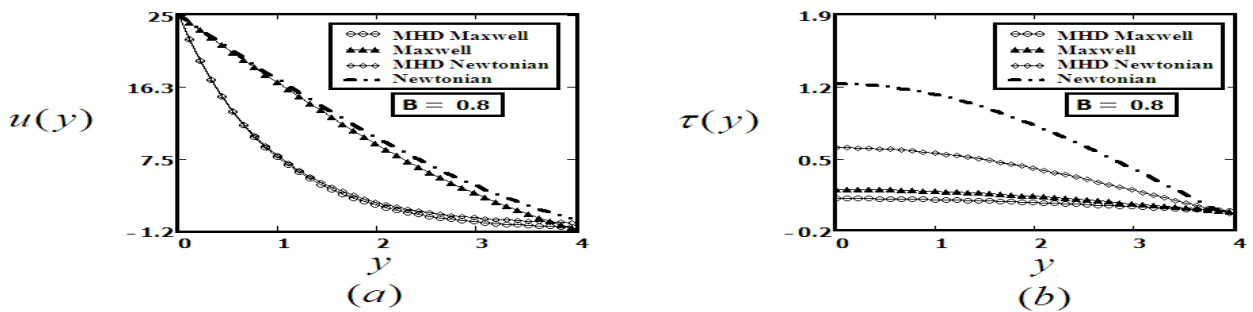 25
16.3
7.5
- 1.2
u(y)
MHD Maxwell
Maxwell
MHD Newtonian
Newtonian
B = 0.8
0
1
2
3
4
y
(a)
1.9
1.2
0.5
- 0.2
τ(y)
MHD Maxwell
Maxwell
MHD Newtonian
Newtonian
B = 0.8
0
1
2
3
4
y
(b)